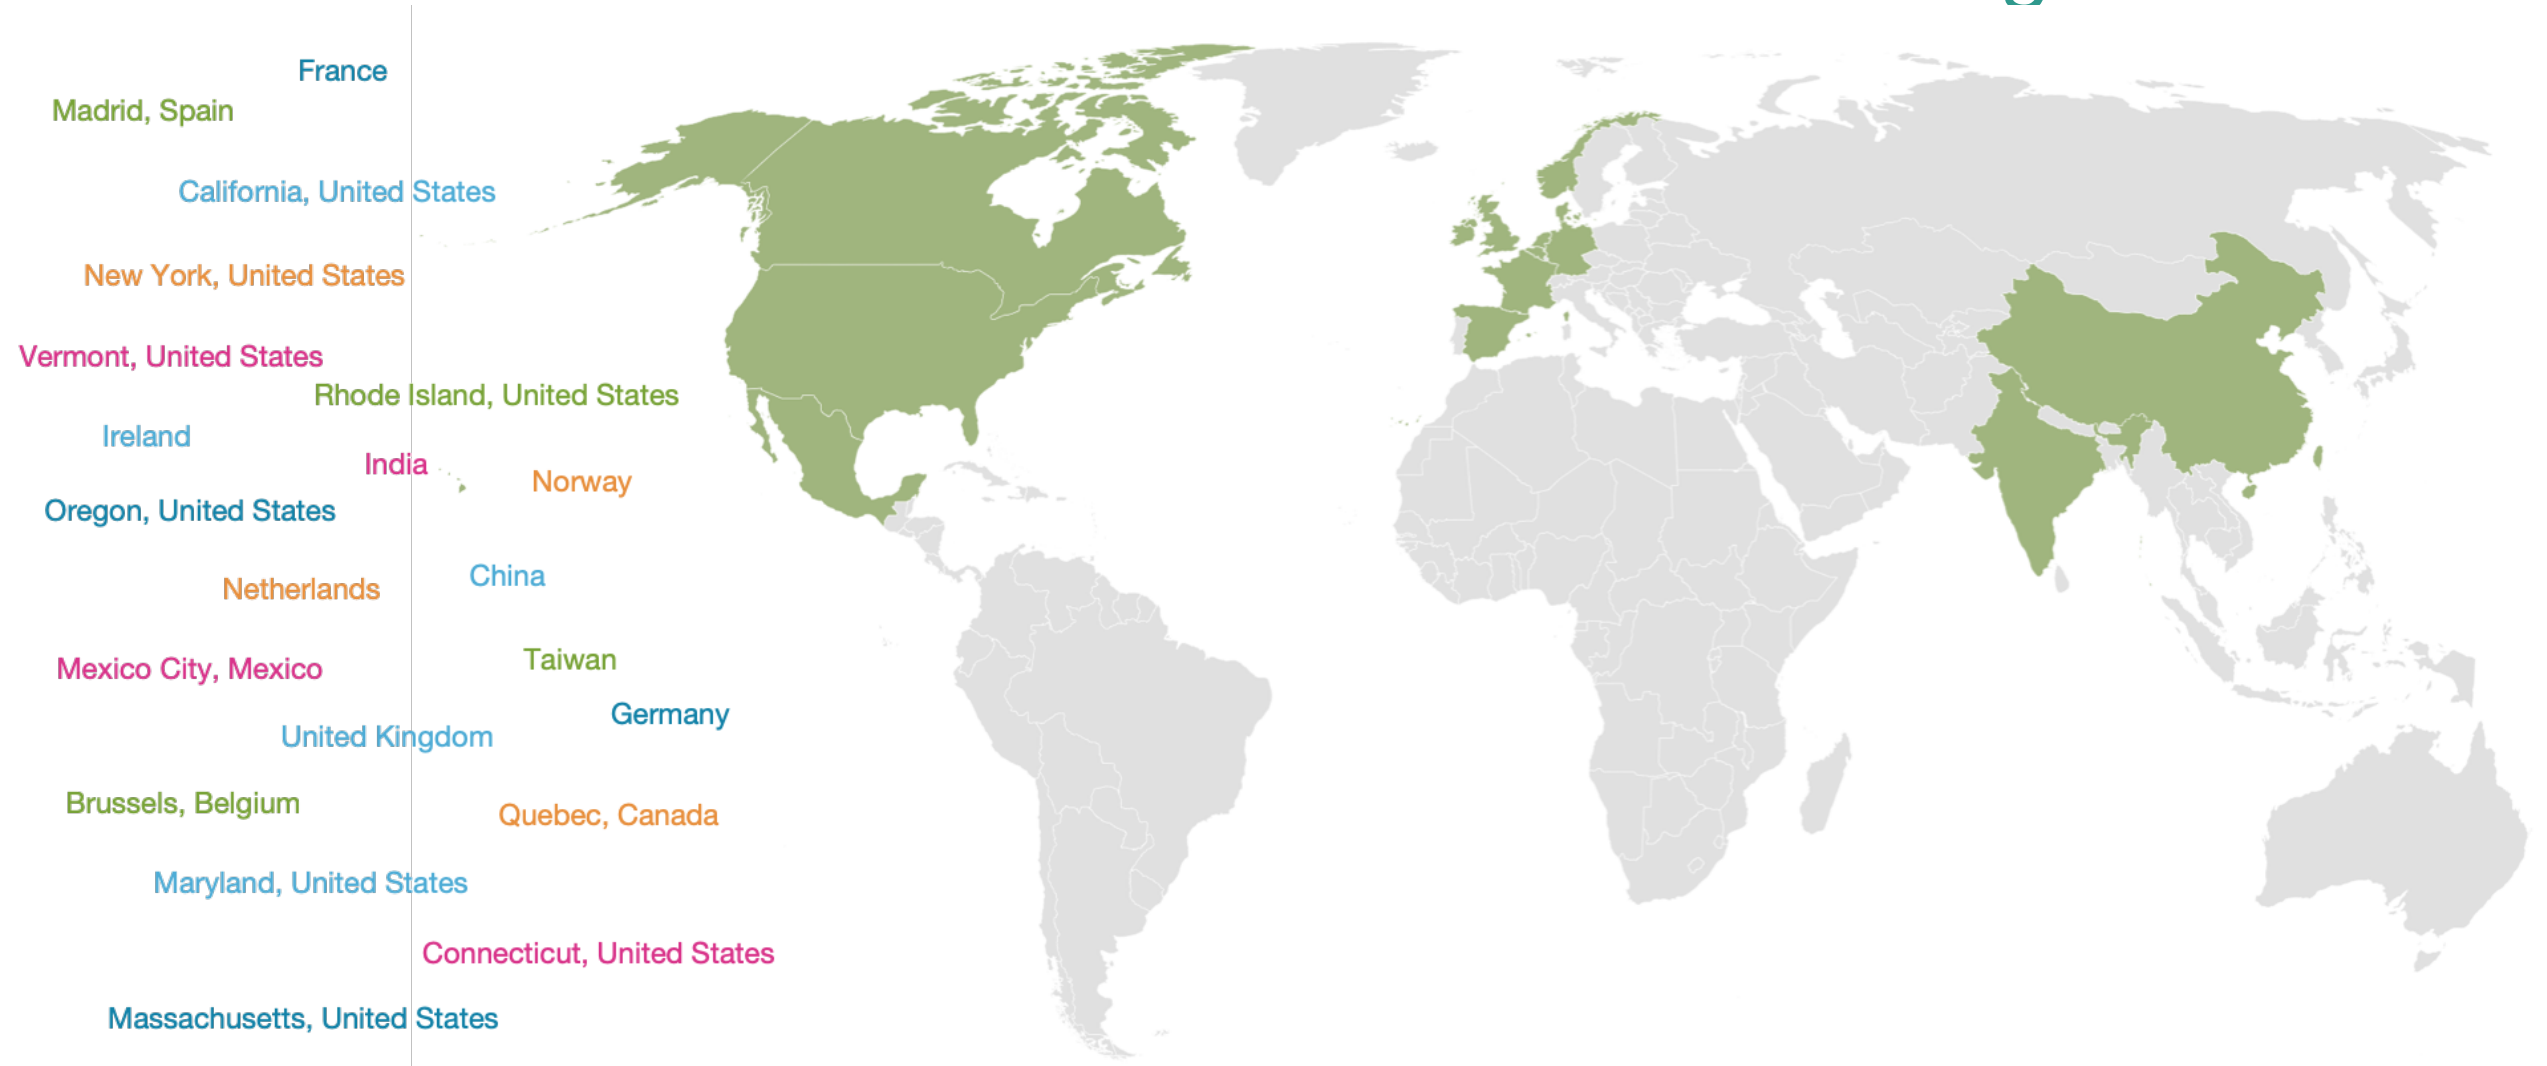 France
Madrid, Spain
California, United States
New York, United States
Vermont, United States
Rhode Island, United States
Ireland
India
Norway
Oregon, United States
China
Netherlands
Taiwan
Mexico City, Mexico
Germany
United Kingdom
Brussels, Belgium
Quebec, Canada
Maryland, United States
Connecticut, United States
Massachusetts, United States